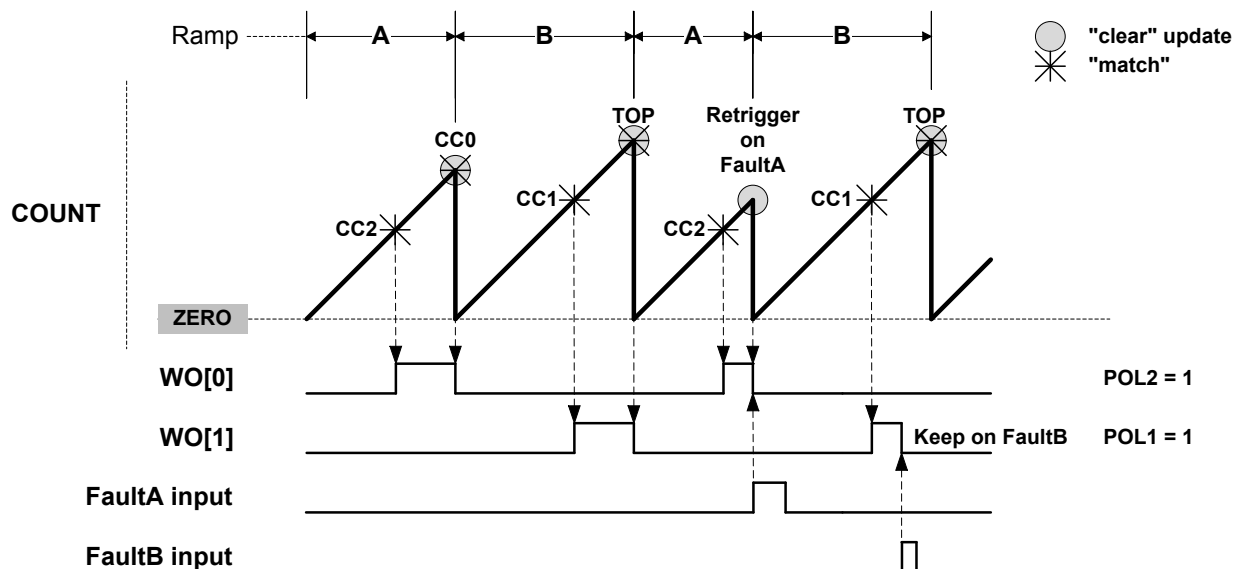 Ramp A B A B
"clear" update
"match"
TOP Retrigger TOP
CC0 on
FaultA
CC1 CC1
COUNT CC2 CC2
ZERO
WO[0] POL2 = 1
WO[1] Keep on FaultB POL1 = 1
FaultA input
FaultB input